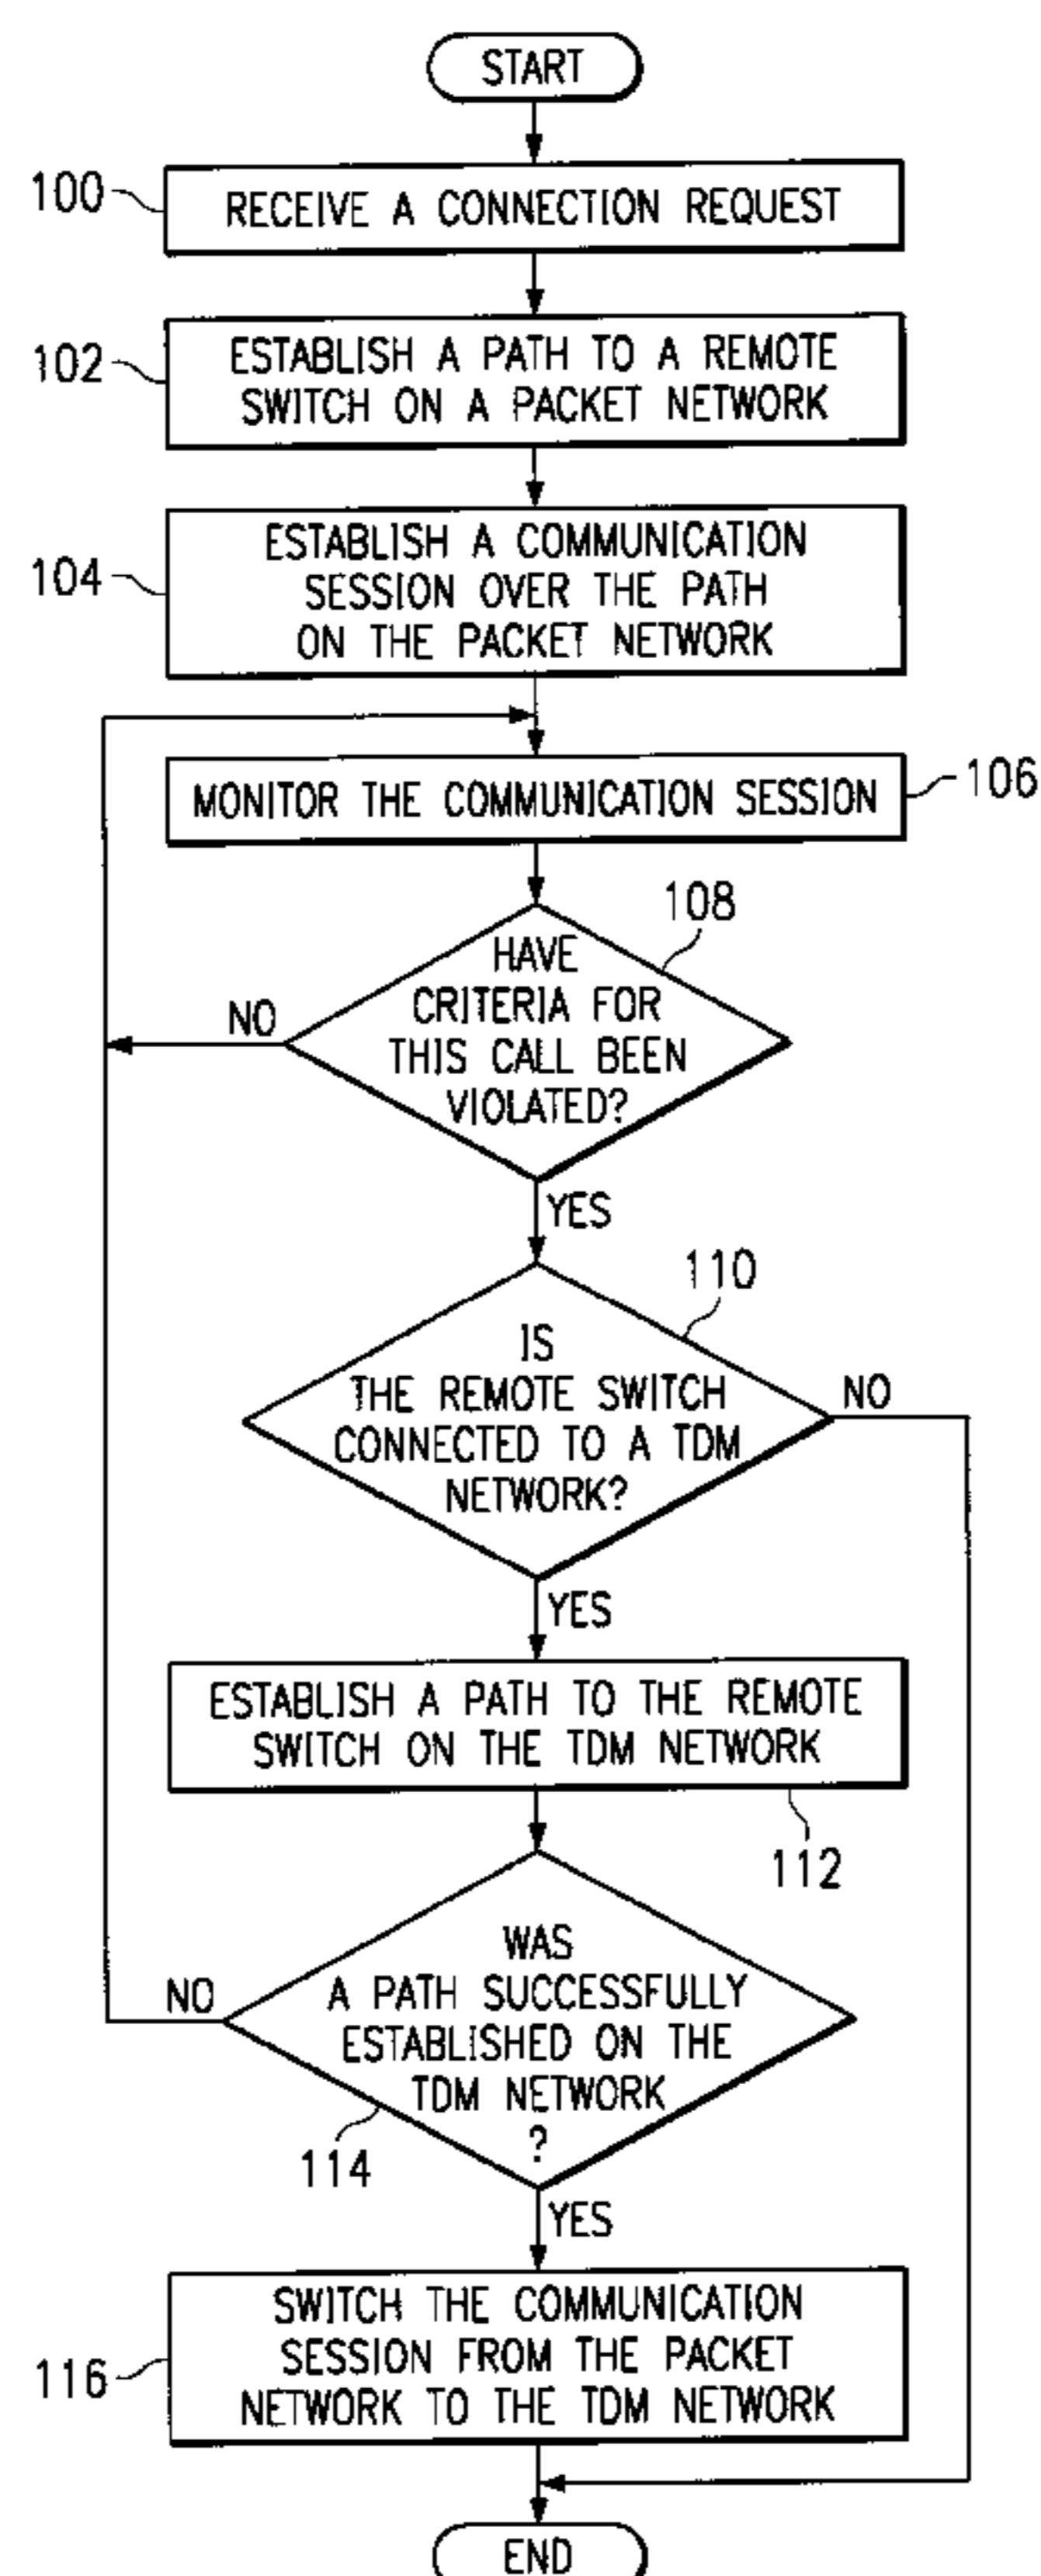 START
100
RECEIVE A CONNECTION REQUEST
102
ESTABLISH A PATH TO A REMOTE
SWITCH ON A PACKET NETWORK
104
ESTABLISH A COMMUNICATION
SESSION OVER THE PATH
ON THE PACKET NETWORK
MONITOR THE COMMUNICATION SESSION
106
108
HAVE
CRITERIA FOR
THIS CALL BEEN
VIOLATED?
NO
YES
110
IS
THE REMOTE SWITCH
CONNECTED TO A TDM
NETWORK?
NO
YES
ESTABLISH A PATH TO THE REMOTE
SWITCH ON THE TDM NETWORK
112
WAS
A PATH SUCCESSFULLY
ESTABLISHED ON THE
TDM NETWORK
?
NO
114
YES
SWITCH THE COMMUNICATION
SESSION FROM THE PACKET
NETWORK TO THE TDM NETWORK
116
END